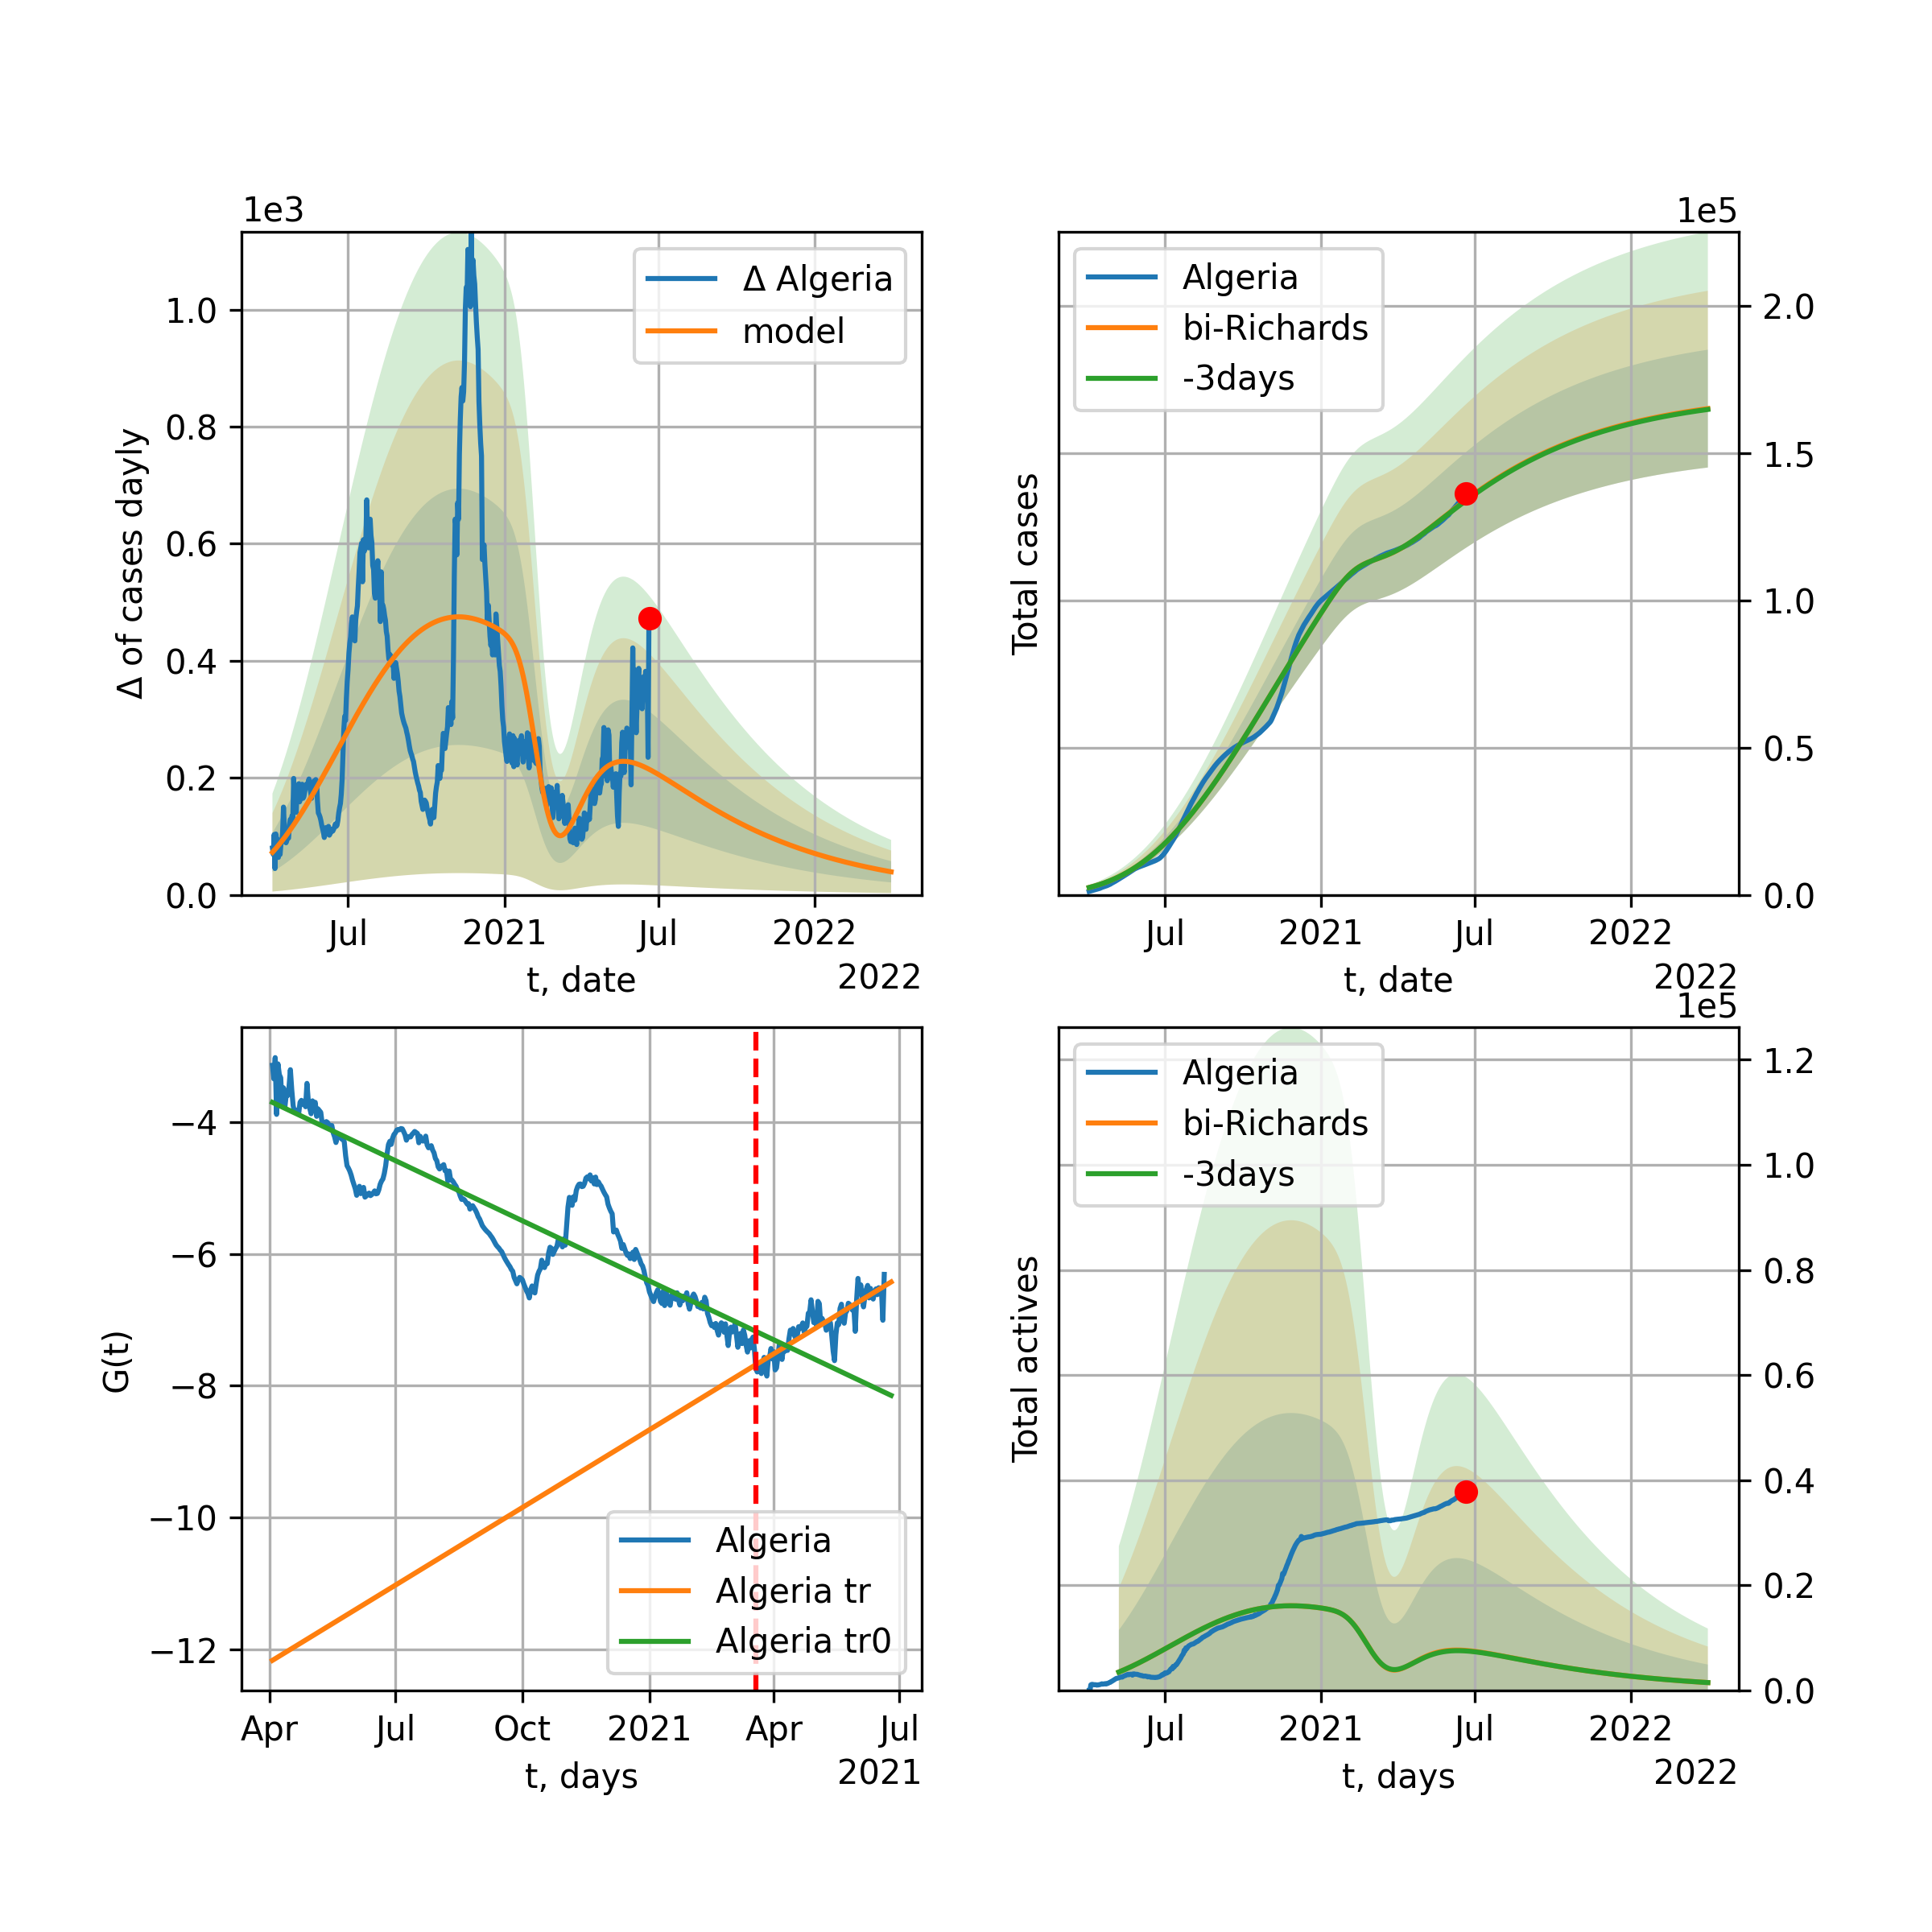 1e3
Δ of cases dayly
1.0
0.8
0.6
0.4
0.2
0.0
Δ Algeria
model
Jul
2021
Jul
2022
t, date
2022
1e5
Total cases
Algeria
bi-Richards
-3days
2.0
1.5
1.0
0.5
0.0
Jul
2021
Jul
2022
t, date
2022
G(t)
−4
−6
−8
−10
−12
Algeria
Algeria tr
Algeria tr0
Apr
Jul
Oct
2021
Apr
Jul
t, days
2021
1e5
Total actives
Algeria
bi-Richards
-3days
1.2
1.0
0.8
0.6
0.4
0.2
0.0
Jul
2021
Jul
2022
t, days
2022